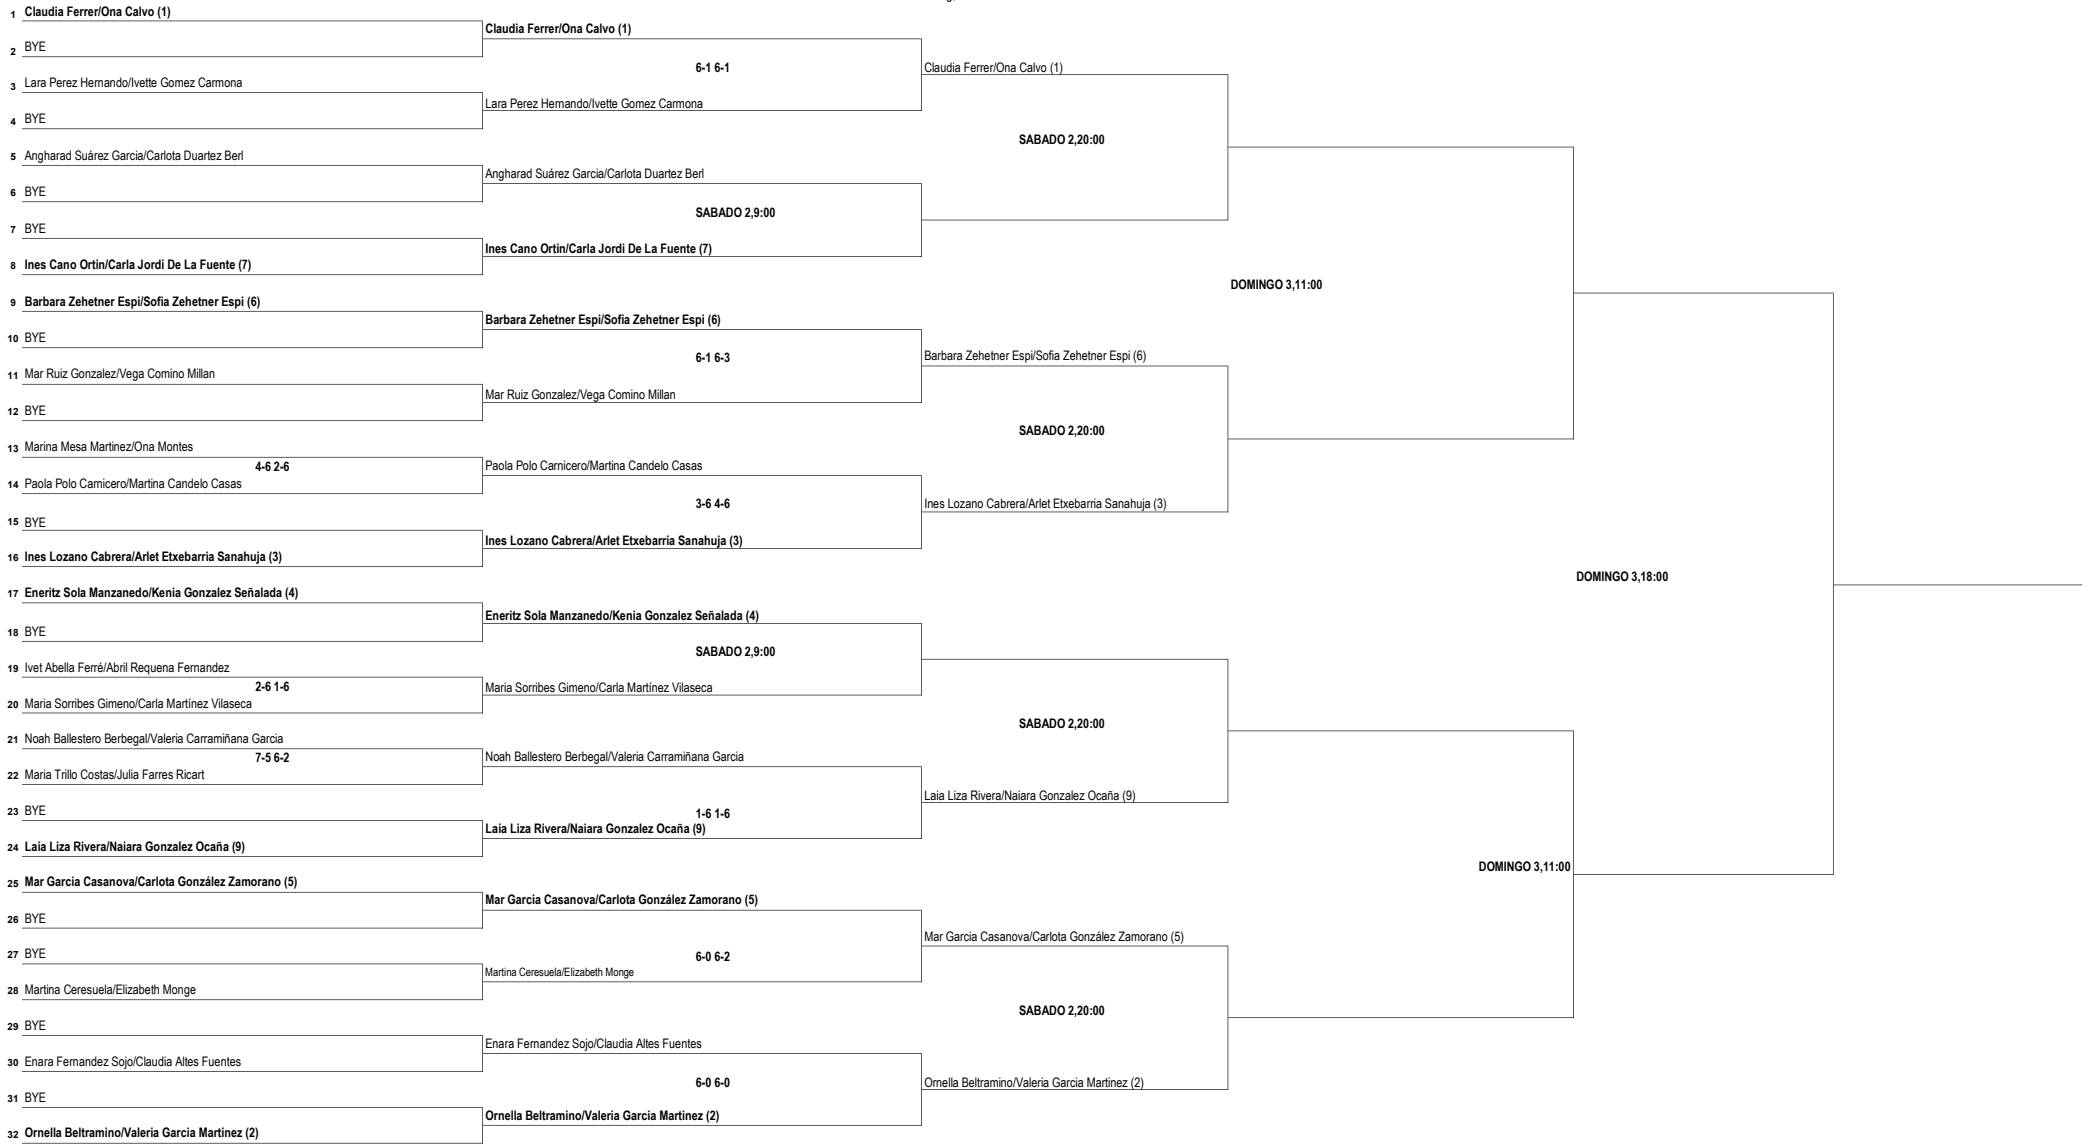 1 Claudia Ferrer/Ona Calvo (1)
2 BYE
3 Lara Perez Hernando/Ivette Gomez Carmona
4 BYE
5 Angharad Suárez Garcia/Carlota Duartez Berl
6 BYE
7 BYE
8 Ines Cano Ortin/Carla Jordi De La Fuente (7)
9 Barbara Zehetner Espi/Sofia Zehetner Espi (6)
10 BYE
11 Mar Ruiz Gonzalez/Vega Comino Millan
12 BYE
13 Marina Mesa Martinez/Ona Montes
4-6 2-6
14 Paola Polo Carnicero/Martina Candelo Casas
15 BYE
16 Ines Lozano Cabrera/Arlet Etxebarria Sanahuja (3)
17 Eneritz Sola Manzanedo/Kenia Gonzalez Señalada (4)
18 BYE
19 Ivet Abella Ferré/Abril Requena Fernandez
2-6 1-6
20 Maria Sorribes Gimeno/Carla Martínez Vilaseca
21 Noah Ballestero Berbegal/Valeria Carramiñana Garcia
7-5 6-2
22 Maria Trillo Costas/Julia Farres Ricart
23 BYE
24 Laia Liza Rivera/Naiara Gonzalez Ocaña (9)
25 Mar Garcia Casanova/Carlota González Zamorano (5)
26 BYE
27 BYE
28 Martina Ceresuela/Elizabeth Monge
29 BYE
30 Enara Fernandez Sojo/Claudia Altes Fuentes
31 BYE
32 Ornella Beltramino/Valeria Garcia Martinez (2)
Claudia Ferrer/Ona Calvo (1)
6-1 6-1
Lara Perez Hernando/Ivette Gomez Carmona
Angharad Suárez Garcia/Carlota Duartez Berl
SABADO 2,9:00
Ines Cano Ortin/Carla Jordi De La Fuente (7)
Barbara Zehetner Espi/Sofia Zehetner Espi (6)
6-1 6-3
Mar Ruiz Gonzalez/Vega Comino Millan
Paola Polo Carnicero/Martina Candelo Casas
3-6 4-6
Ines Lozano Cabrera/Arlet Etxebarria Sanahuja (3)
Eneritz Sola Manzanedo/Kenia Gonzalez Señalada (4)
SABADO 2,9:00
Maria Sorribes Gimeno/Carla Martínez Vilaseca
Noah Ballestero Berbegal/Valeria Carramiñana Garcia
1-6 1-6
Laia Liza Rivera/Naiara Gonzalez Ocaña (9)
Mar Garcia Casanova/Carlota González Zamorano (5)
6-0 6-2
Martina Ceresuela/Elizabeth Monge
Enara Fernandez Sojo/Claudia Altes Fuentes
6-0 6-0
Ornella Beltramino/Valeria Garcia Martinez (2)
Claudia Ferrer/Ona Calvo (1)
SABADO 2,20:00
Barbara Zehetner Espi/Sofia Zehetner Espi (6)
SABADO 2,20:00
Ines Lozano Cabrera/Arlet Etxebarria Sanahuja (3)
SABADO 2,20:00
Laia Liza Rivera/Naiara Gonzalez Ocaña (9)
Mar Garcia Casanova/Carlota González Zamorano (5)
SABADO 2,20:00
Ornella Beltramino/Valeria Garcia Martinez (2)
DOMINGO 3,11:00
DOMINGO 3,11:00
DOMINGO 3,18:00